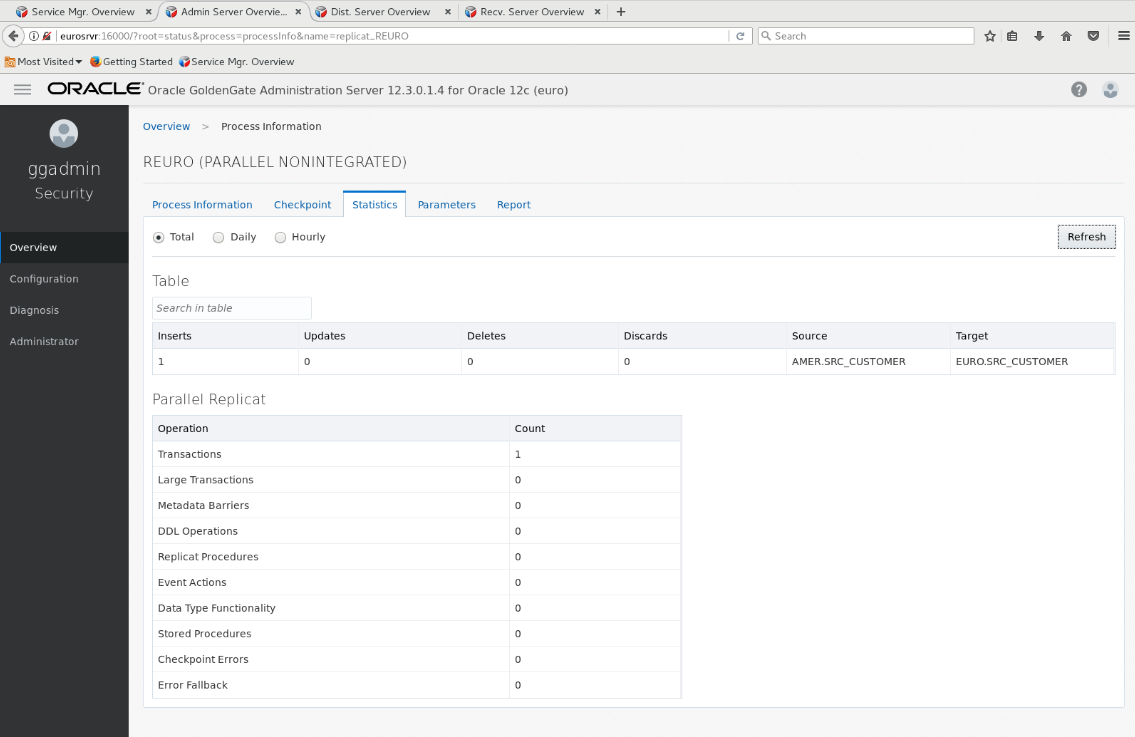 Service Mgr. Overview × Admin Server Overvie... × Dist. Server Overview × Recv. Server Overview × +
eurosrvr:16000/?root=status&process=processInfo&name=replicat_REURO Search
Most Visited Getting Started Service Mgr. Overview
ORACLE Oracle GoldenGate Administration Server 12.3.0.1.4 for Oracle 12c (euro) ?
ggadmin
Security
Overview
Configuration
Diagnosis
Administrator
Overview > Process Information
REURO (PARALLEL NONINTEGRATED)
Process Information Checkpoint Statistics Parameters Report
Total Daily Hourly Refresh
Table
Search in table
Inserts Updates Deletes Discards Source Target
1 0 0 0 AMER.SRC_CUSTOMER EURO.SRC_CUSTOMER
Parallel Replicat
Operation Count
Transactions 1
Large Transactions 0
Metadata Barriers 0
DDL Operations 0
Replicat Procedures 0
Event Actions 0
Data Type Functionality 0
Stored Procedures 0
Checkpoint Errors 0
Error Fallback 0